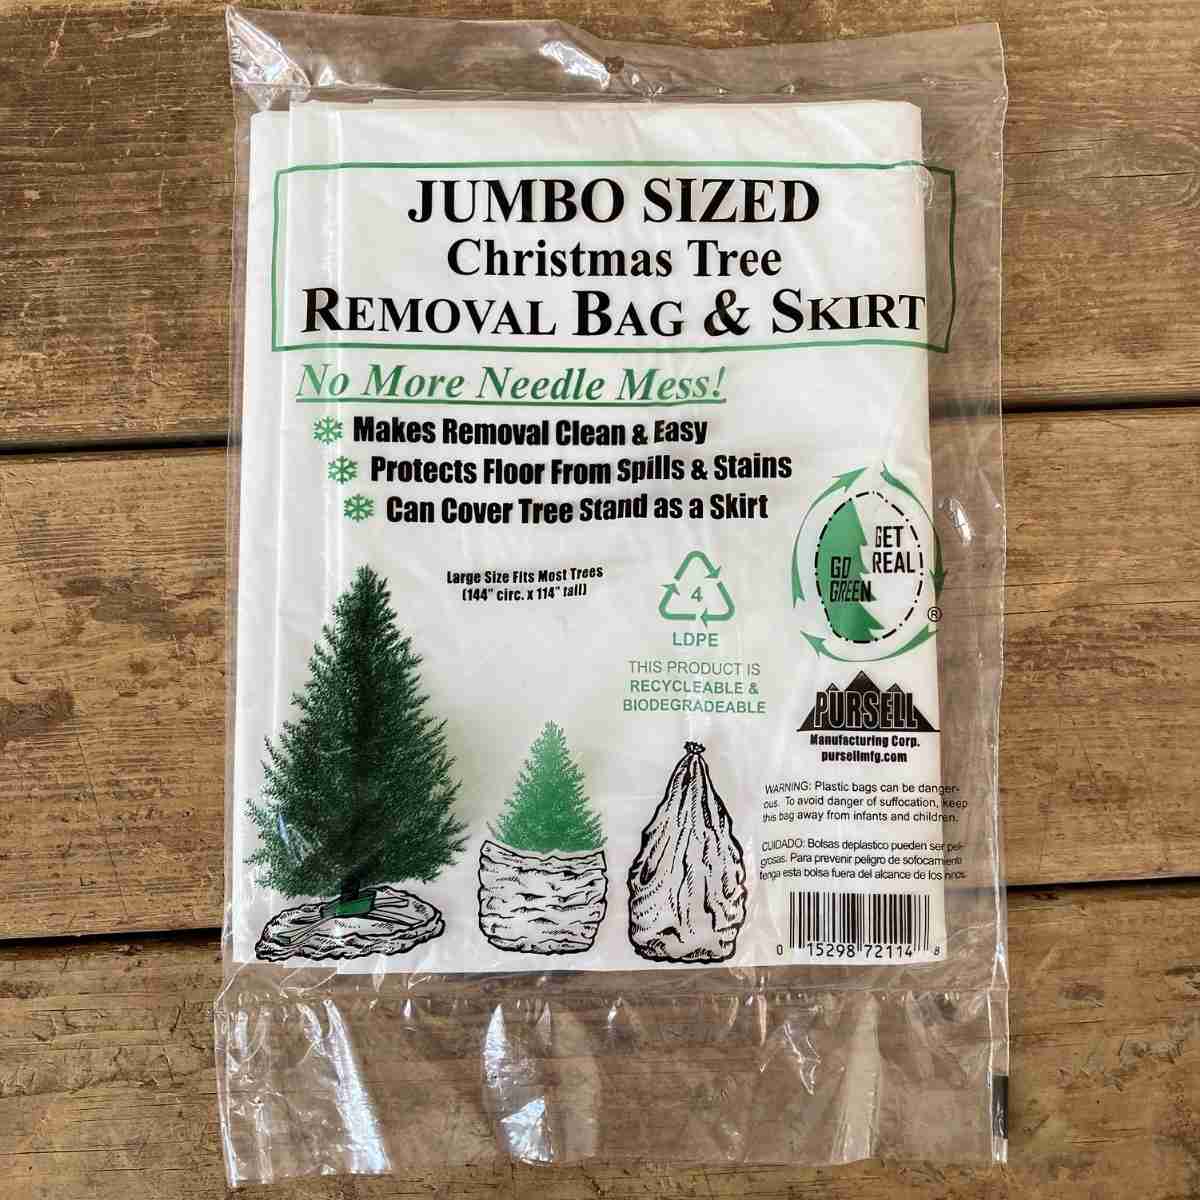 JUMBO SIZED
Christmas Tree
REMOVAL BAG & SKIRT
No More Needle Mess!
Makes Removal Clean & Easy
Protects Floor From Spills & Stains
Can Cover Tree Stand as a Skirt
Large Size Fits Most Trees
(144" circ. x 114" tall)
4
LDPE
THIS PRODUCT IS
RECYCLEABLE &
BIODEGRADEABLE
GO
GREEN
GET
REAL
®
PURSELL
Manufacturing Corp.
pursellmfg.com
WARNING: Plastic bags can be danger-
ous. To avoid danger of suffocation, keep
this bag away from infants and children.
CUIDADO: Bolsas deplastico pueden ser peli-
grosas. Para prevenir peligro de sofocamiento
tenga esta bolsa fuera del alcance de los ninos.
0 15298 72114 8